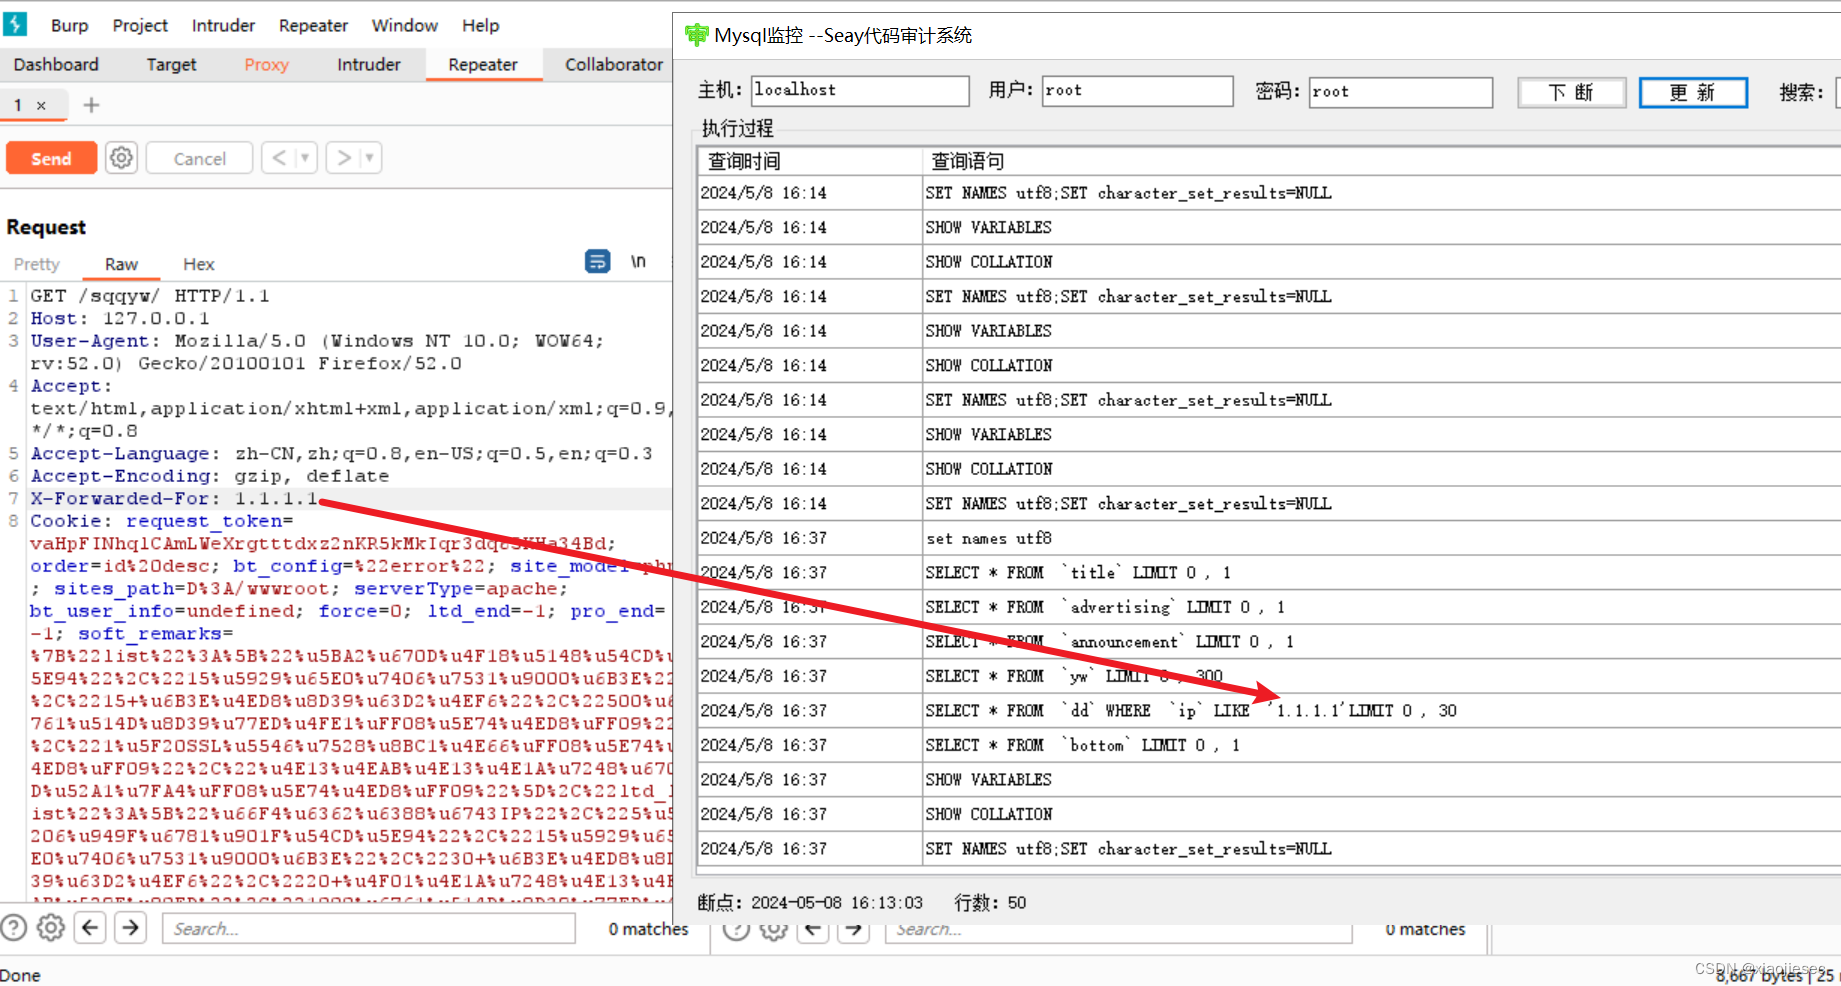 Burp Project Intruder Repeater Window Help
Dashboard Target Proxy Intruder Repeater Collaborator
1 × +
Send Cancel < ▾ > ▾
Request
Pretty Raw Hex \n
1 GET /sqqyw/ HTTP/1.1
2 Host: 127.0.0.1
3 User-Agent: Mozilla/5.0 (Windows NT 10.0; WOW64;
rv:52.0) Gecko/20100101 Firefox/52.0
4 Accept:
text/html,application/xhtml+xml,application/xml;q=0.9,
*/*;q=0.8
5 Accept-Language: zh-CN,zh;q=0.8,en-US;q=0.5,en;q=0.3
6 Accept-Encoding: gzip, deflate
7 X-Forwarded-For: 1.1.1.1
8 Cookie: request_token=
order=id%20desc; bt_config=%22error%22; site_model=php
; sites_path=D%3A/wwwroot; serverType=apache;
bt_user_info=undefined; force=0; ltd_end=-1; pro_end=
-1; soft_remarks=
%7B%22list%22%3A%5B%22%u5BA2%u670D%u4F18%u5148%u54CD%u
5E94%22%2C%2215%u5929%u65E0%u7406%u7531%u9000%u6B3E%22
%2C%2215+%u6B3E%u4ED8%u8D39%u63D2%u4EF6%22%2C%22500%u6
761%u514D%u8D39%u77ED%u4FE1%uFF08%u5E74%u4ED8%uFF09%22
%2C%221%u5F20SSL%u5546%u7528%u8BC1%u4E66%uFF08%u5E74%u
4ED8%uFF09%22%2C%22%u4E13%u4EAB%u4E13%u4E1A%u7248%u670
D%u52A1%u7FA4%uFF08%u5E74%u4ED8%uFF09%22%5D%2C%22ltd_l
ist%22%3A%5B%22%u66F4%u6362%u6388%u6743IP%22%2C%225%u5
206%u949F%u6781%u901F%u54CD%u5E94%22%2C%2215%u5929%u65
E0%u7406%u7531%u9000%u6B3E%22%2C%2230+%u6B3E%u4ED8%u8D
39%u63D2%u4EF6%22%2C%2220+%u4F01%u4E1A%u7248%u4E13%u4E
Search... 0 matches
Done
Mysql监控 --Seay代码审计系统
主机: localhost 用户: root 密码: root 下 断 更 新 搜索:
执行过程
查询时间 查询语句
2024/5/8 16:14 SET NAMES utf8;SET character_set_results=NULL
2024/5/8 16:14 SHOW VARIABLES
2024/5/8 16:14 SHOW COLLATION
2024/5/8 16:14 SET NAMES utf8;SET character_set_results=NULL
2024/5/8 16:14 SHOW VARIABLES
2024/5/8 16:14 SHOW COLLATION
2024/5/8 16:14 SET NAMES utf8;SET character_set_results=NULL
2024/5/8 16:14 SHOW VARIABLES
2024/5/8 16:14 SHOW COLLATION
2024/5/8 16:14 SET NAMES utf8;SET character_set_results=NULL
2024/5/8 16:37 set names utf8
2024/5/8 16:37 SELECT * FROM `title` LIMIT 0 , 1
2024/5/8 16:37 SELECT * FROM `advertising` LIMIT 0 , 1
2024/5/8 16:37 SELECT * FROM `announcement` LIMIT 0 , 1
2024/5/8 16:37 SELECT * FROM `yw` LIMIT 0 , 300
2024/5/8 16:37 SELECT * FROM `dd` WHERE `ip` LIKE '1.1.1.1'LIMIT 0 , 30
2024/5/8 16:37 SELECT * FROM `bottom` LIMIT 0 , 1
2024/5/8 16:37 SHOW VARIABLES
2024/5/8 16:37 SHOW COLLATION
2024/5/8 16:37 SET NAMES utf8;SET character_set_results=NULL
断点: 2024-05-08 16:13:03 行数: 50
Search... 0 matches
8,667 bytes | 25